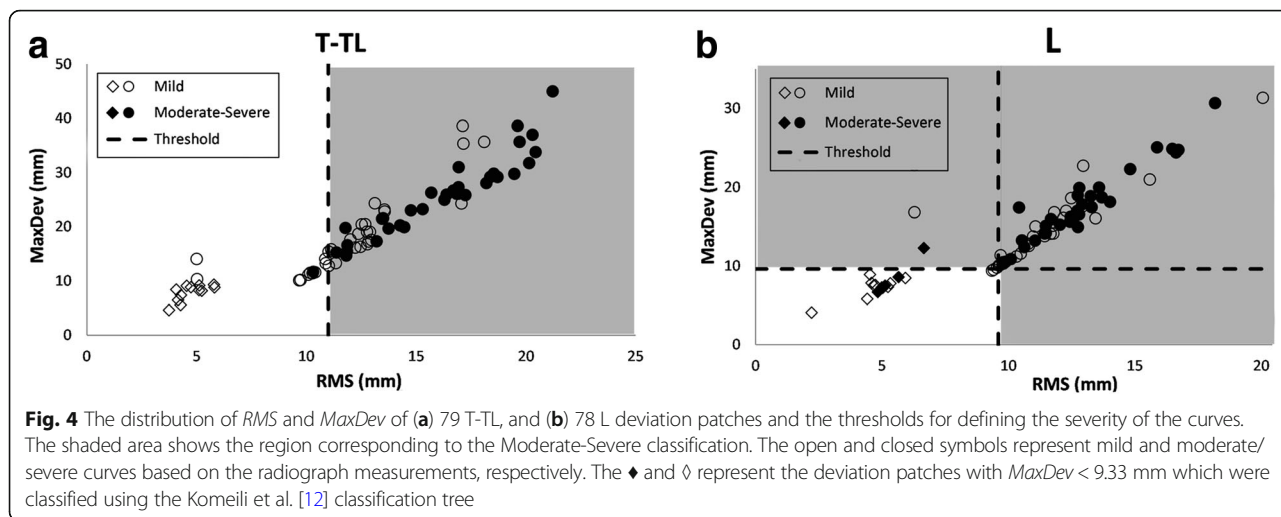 a
T-TL
MaxDev (mm)
50
40
30
20
10
0
Mild
Moderate-Severe
Threshold
0 5 10 15 20 25
RMS (mm)
b
L
MaxDev (mm)
30
20
10
0
Mild
Moderate-Severe
Threshold
0 5 10 15 20
RMS (mm)
Fig. 4 The distribution of RMS and MaxDev of (a) 79 T-TL, and (b) 78 L deviation patches and the thresholds for defining the severity of the curves.
The shaded area shows the region corresponding to the Moderate-Severe classification. The open and closed symbols represent mild and moderate/
severe curves based on the radiograph measurements, respectively. The ♦ and ◊ represent the deviation patches with MaxDev < 9.33 mm which were
classified using the Komeili et al. [12] classification tree